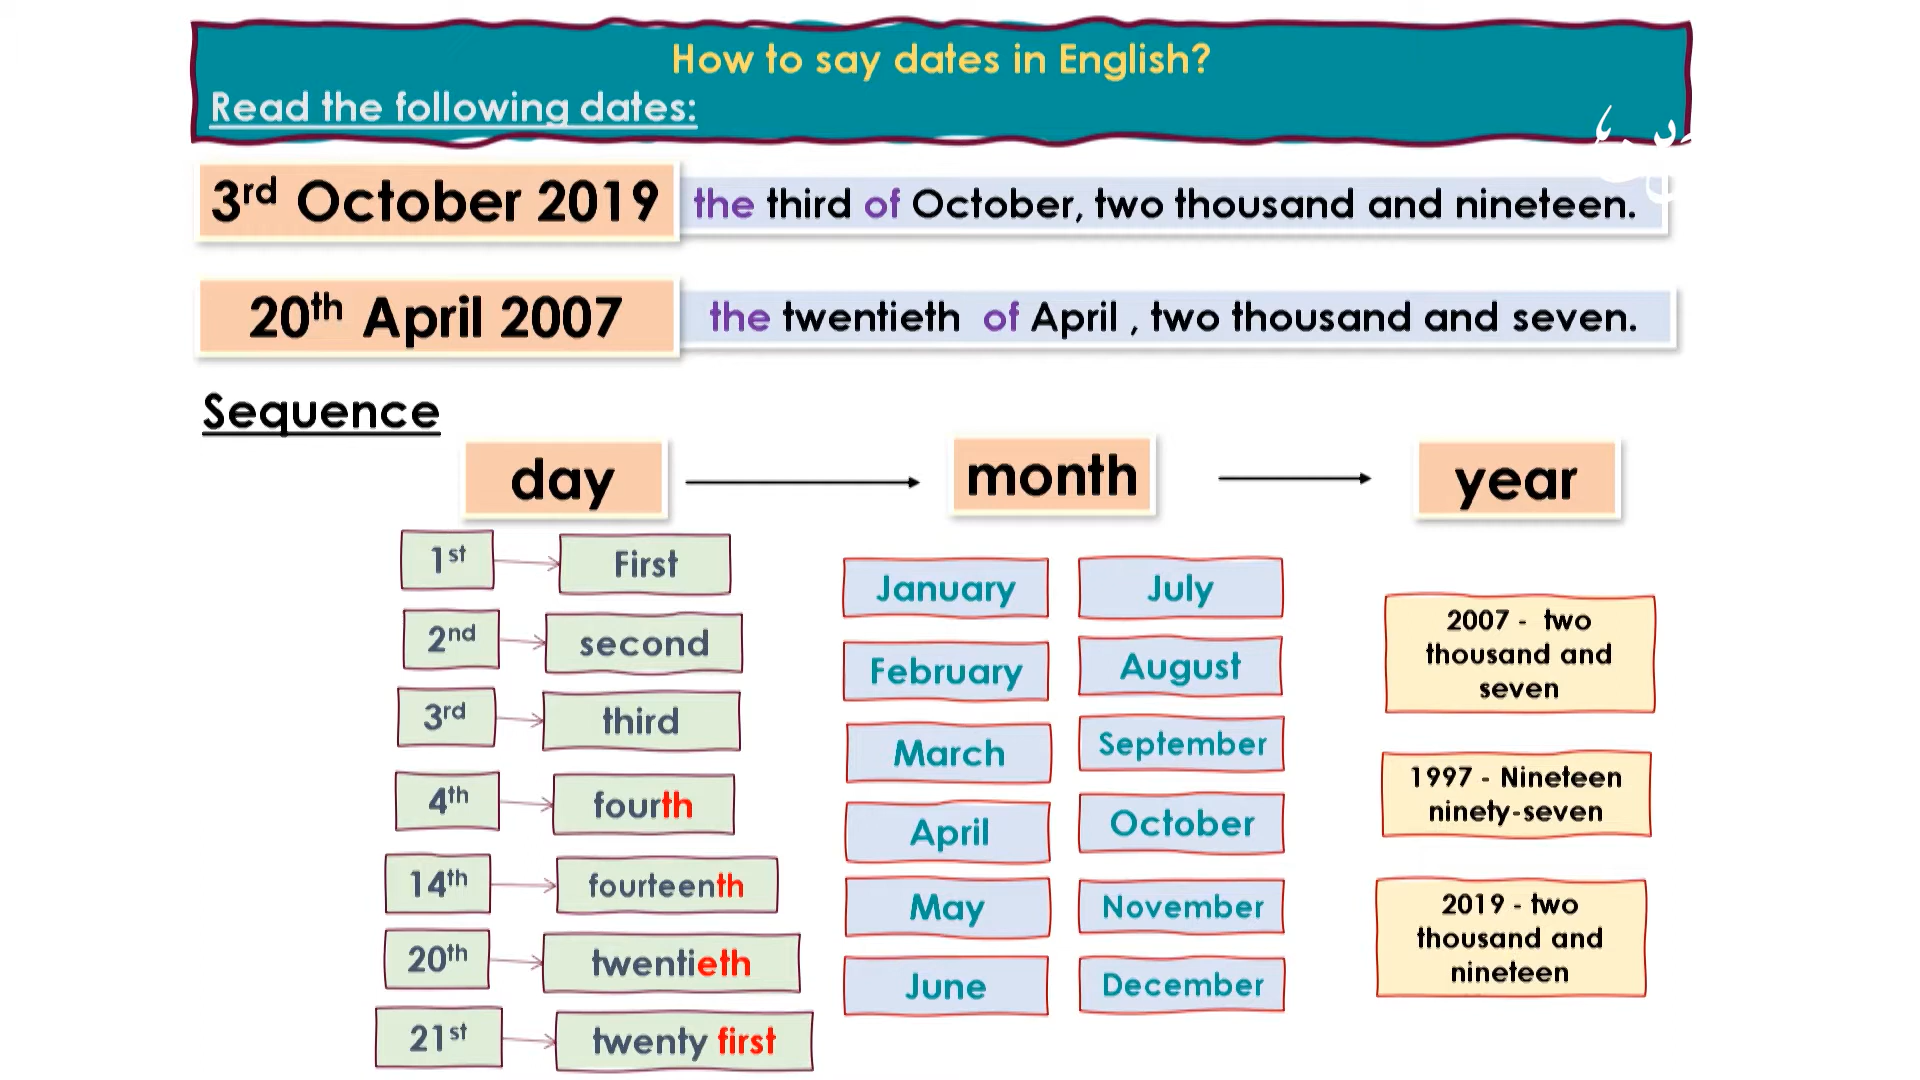 How to say dates in English?
Read the following dates:
3rd October 2019
the third of October, two thousand and nineteen.
20th April 2007
the twentieth of April , two thousand and seven.
Sequence
day
month
year
1st
First
2nd
second
3rd
third
4th
fourth
14th
fourteenth
20th
twentieth
21st
twenty first
January
February
March
April
May
June
July
August
September
October
November
December
2007 - two
thousand and
seven
1997 - Nineteen
ninety-seven
2019 - two
thousand and
nineteen